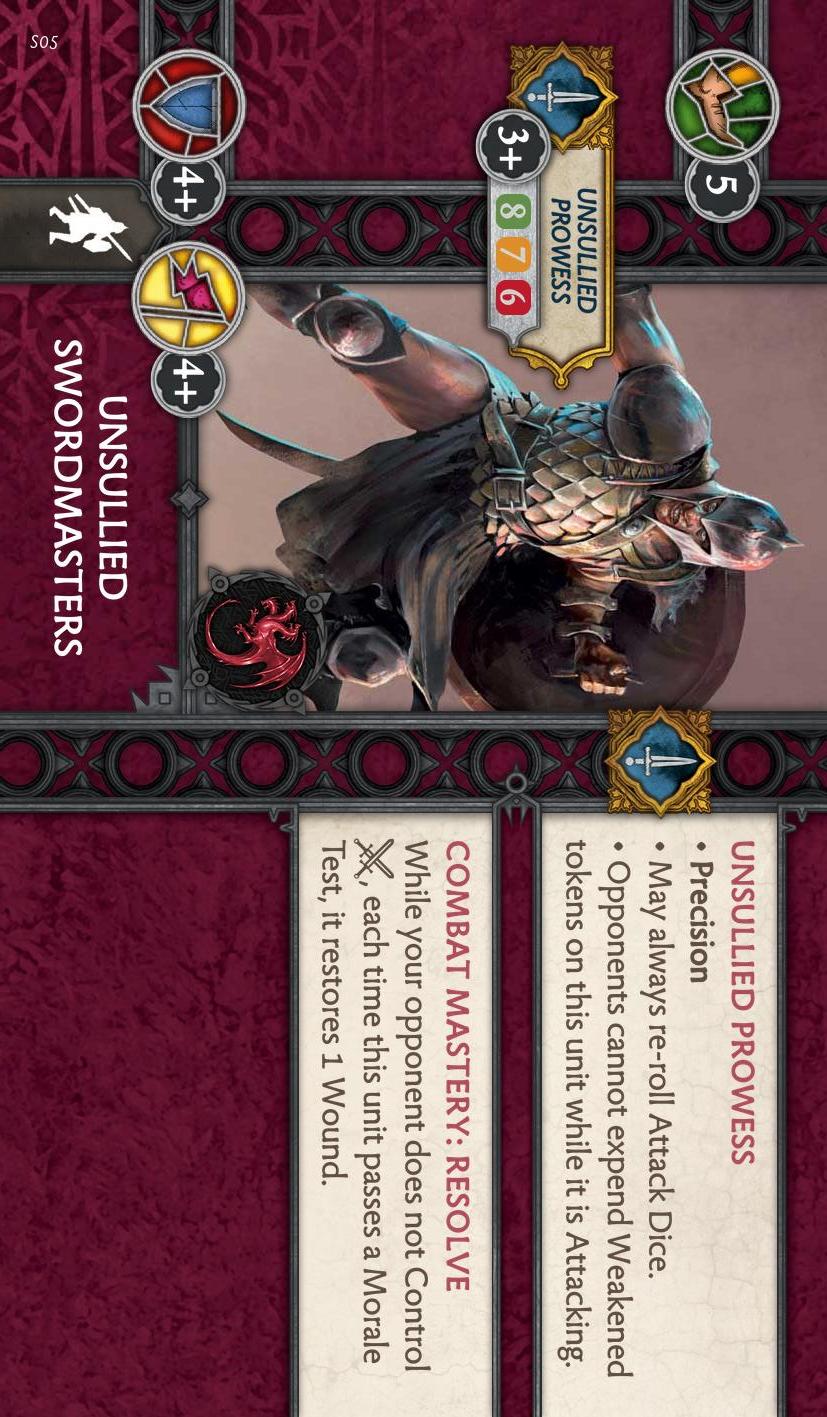 5
UNSULLIED
PROWESS
3+
8 7 6
4+
4+
UNSULLIED
SWORDMASTERS
S05
UNSULLIED PROWESS
• Precision
• May always re-roll Attack Dice.
• Opponents cannot expend Weakened
tokens on this unit while it is Attacking.
COMBAT MASTERY: RESOLVE
While your opponent does not Control
, each time this unit passes a Morale
Test, it restores 1 Wound.